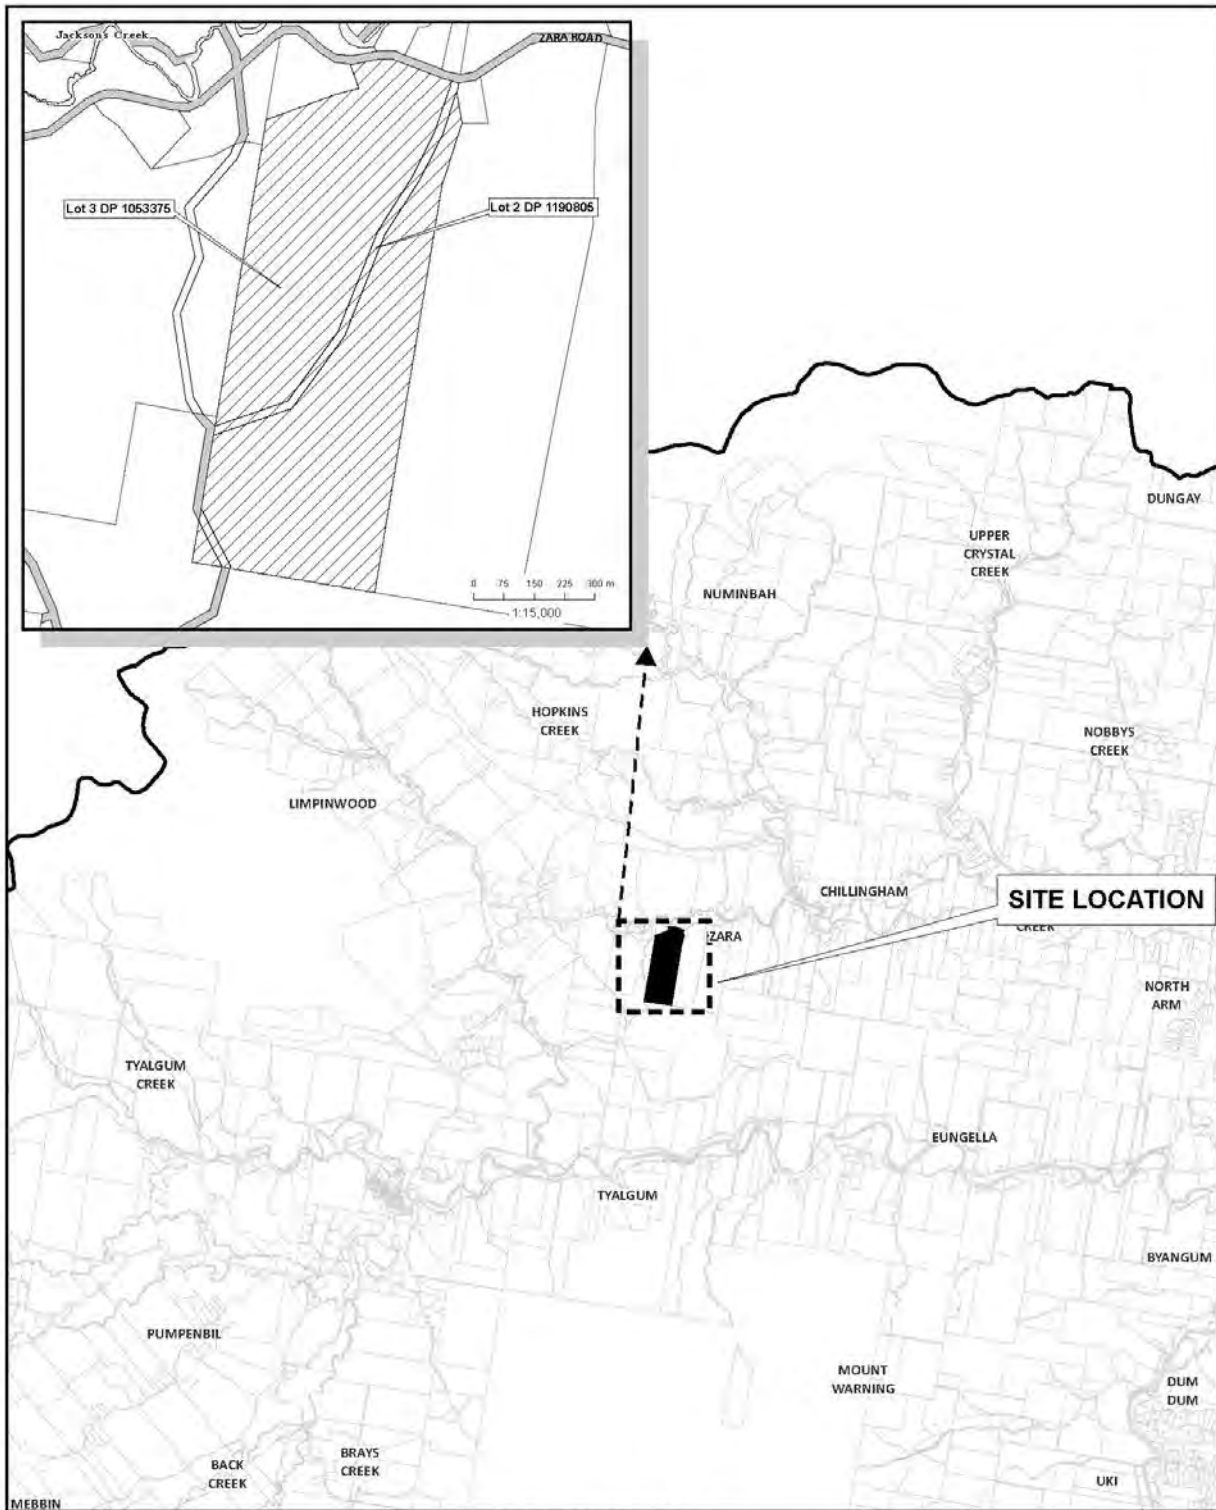 Jackson's Creek
ZARA ROAD
Lot 3 DP 1053375
Lot 2 DP 1190805
0 75 150 225 300 m
1:15,000
DUNGAY
UPPER
CRYSTAL
CREEK
NUMINBAH
HOPKINS
CREEK
NOBBYS
CREEK
LIMPINWOOD
CHILLINGHAM
SITE LOCATION
CREEK
ZARA
NORTH
ARM
TYALGUM
CREEK
EUNGELLA
TYALGUM
BYANGUM
PUMPENBIL
MOUNT
WARNING
DUM
DUM
BRAYS
CREEK
BACK
CREEK
UKI
MEBBIN